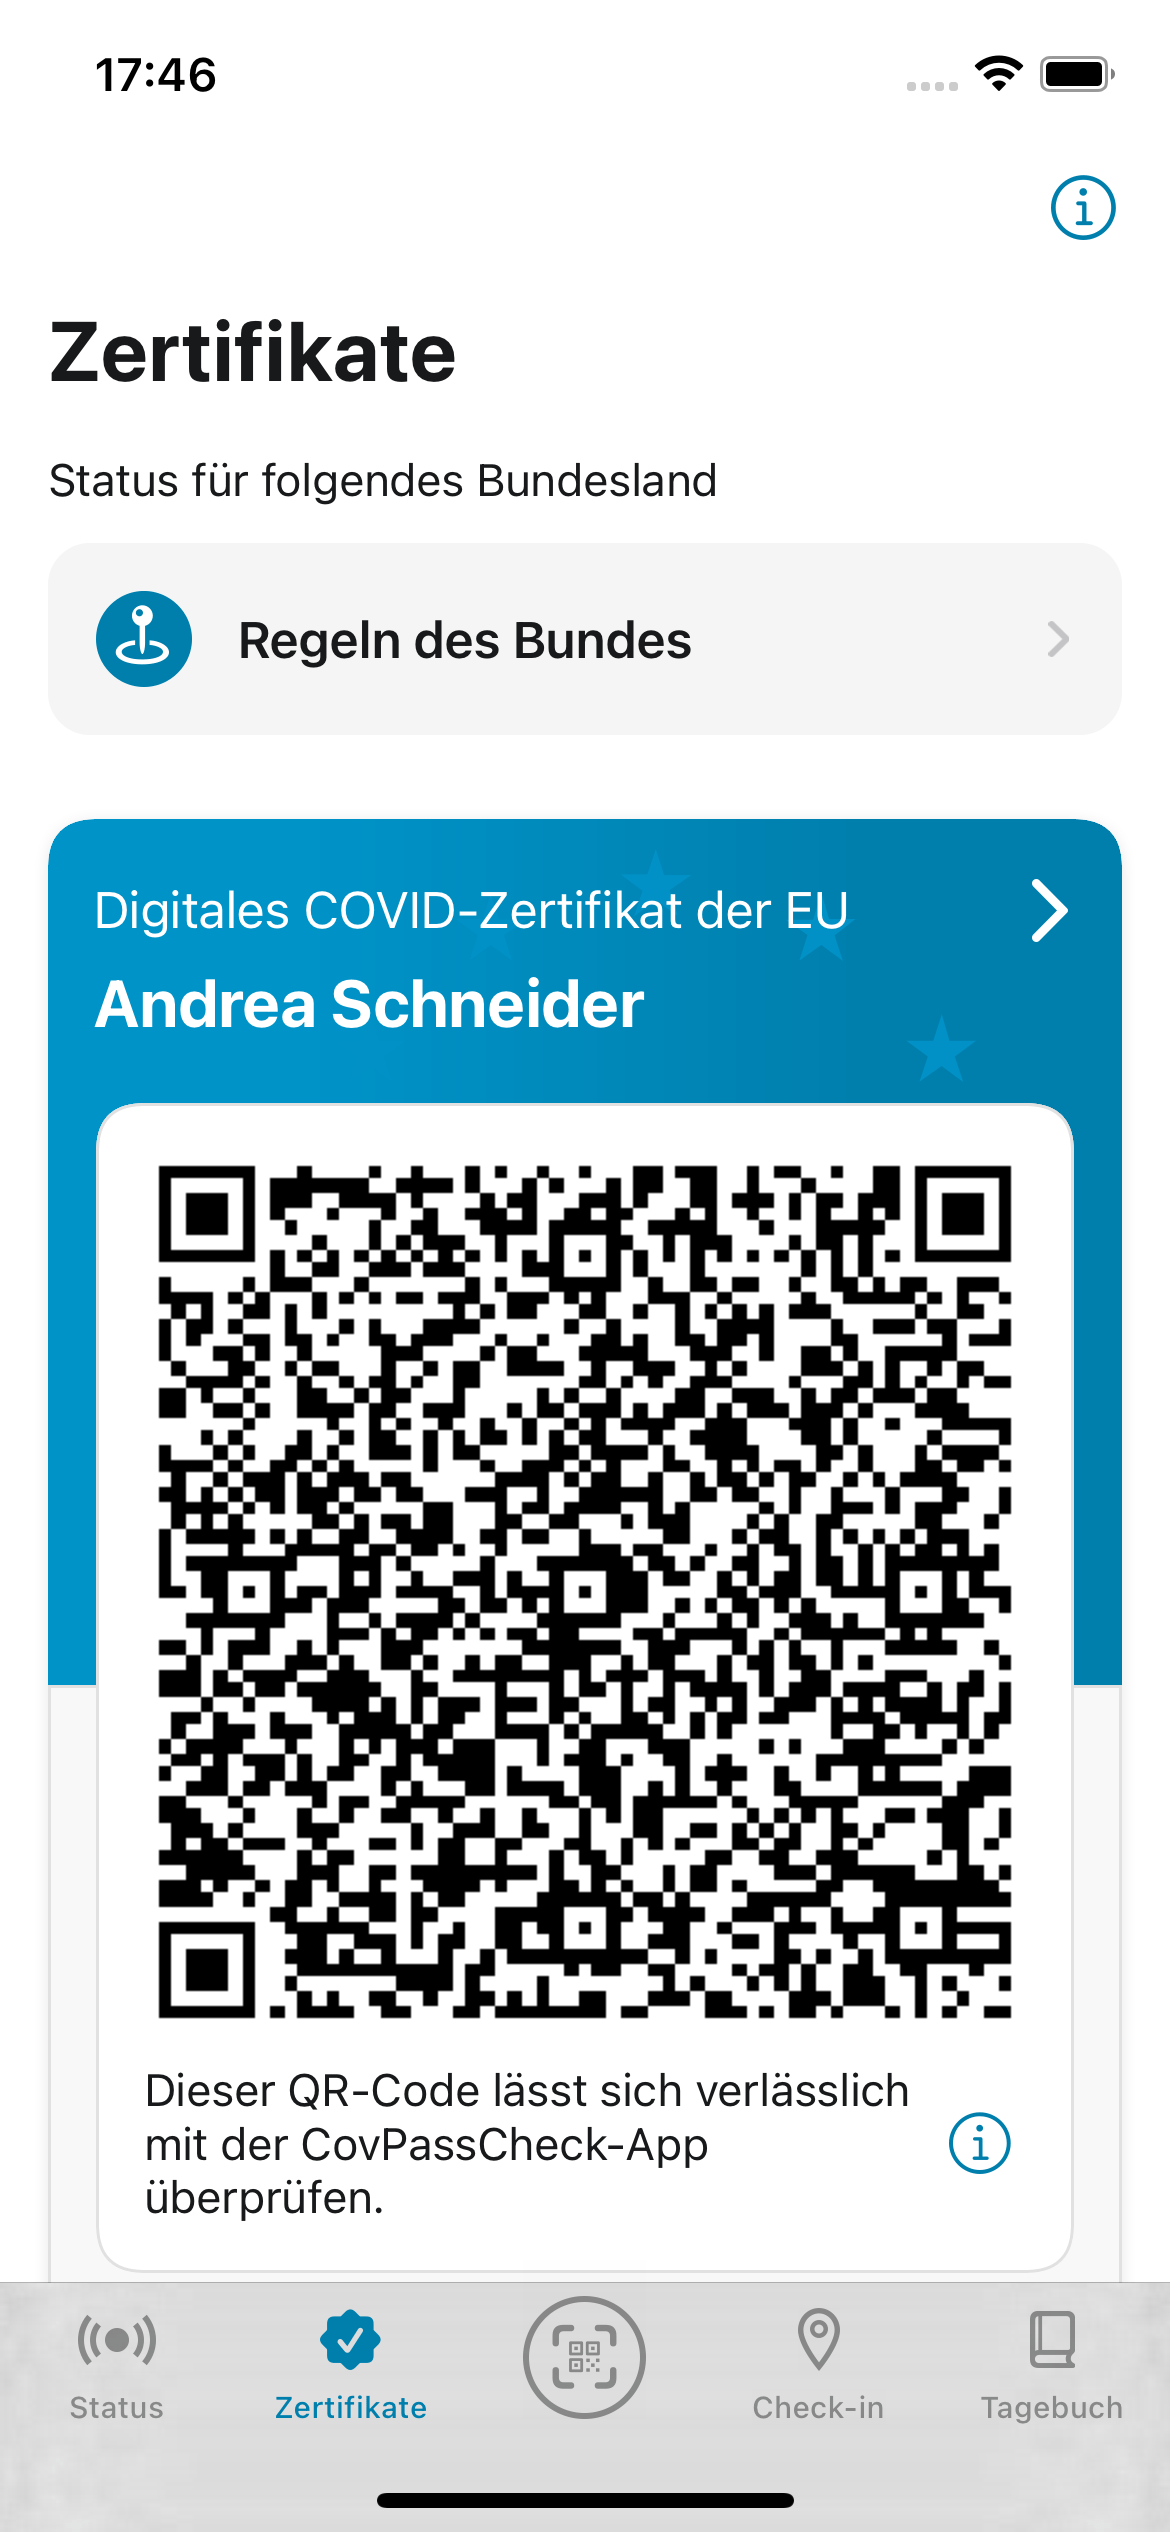 17:46
Zertifikate
Status für folgendes Bundesland
Regeln des Bundes
Digitales COVID-Zertifikat der EU
Andrea Schneider
Dieser QR-Code lässt sich verlässlich
mit der CovPassCheck-App
überprüfen.
Status
Zertifikate
Check-in
Tagebuch